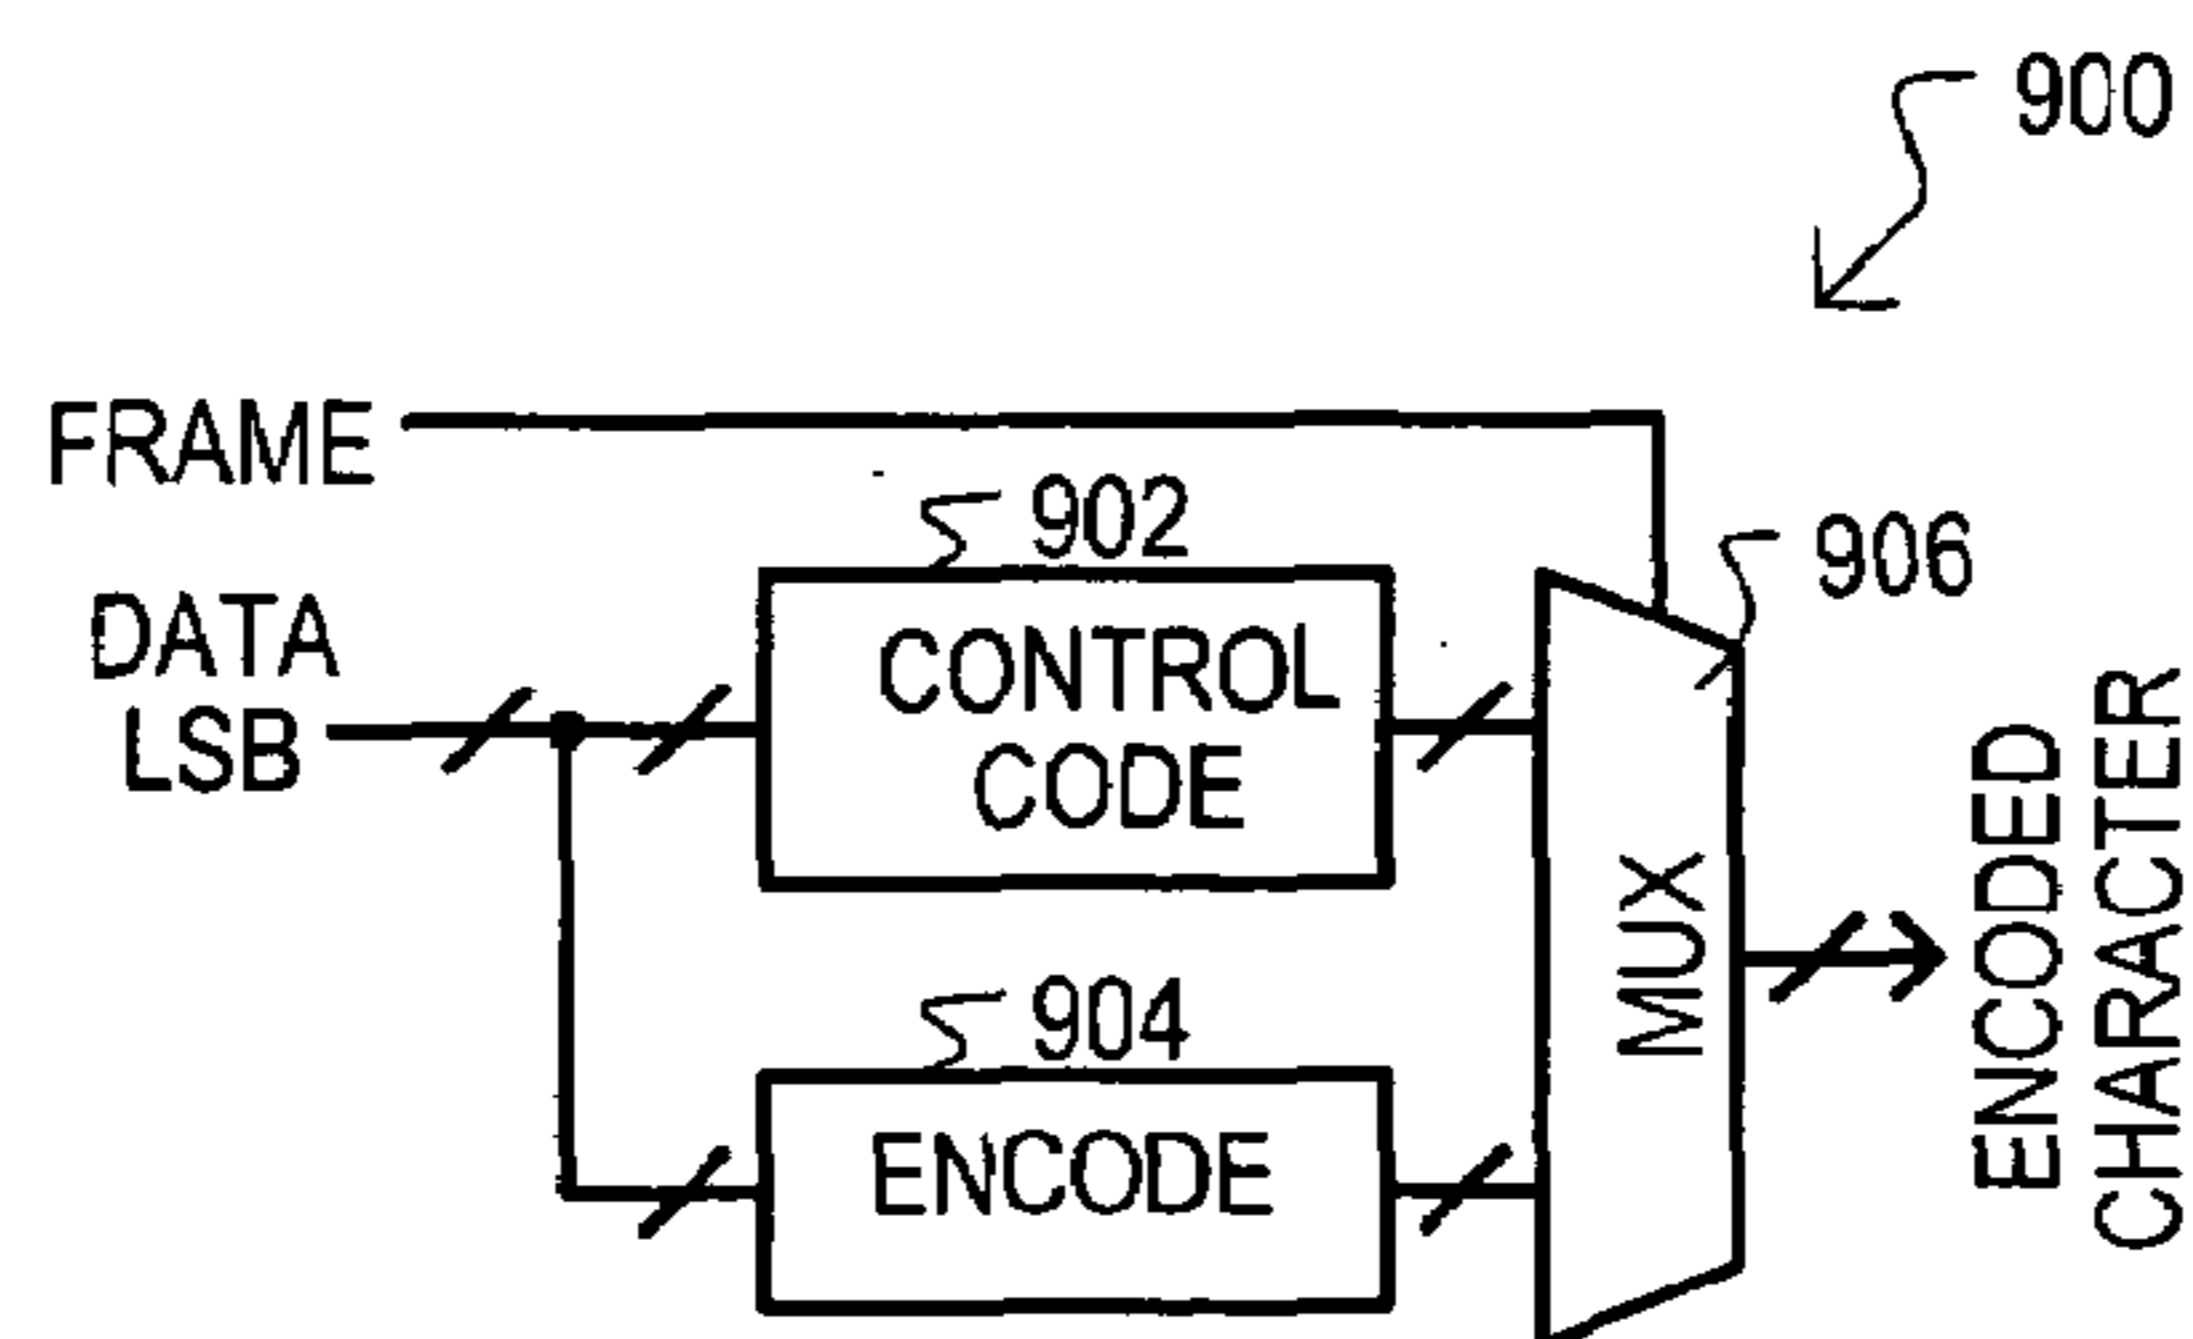 900
FRAME
902
906
DATA
LSB
CONTROL
CODE
MUX
ENCODED
CHARACTER
904
ENCODE